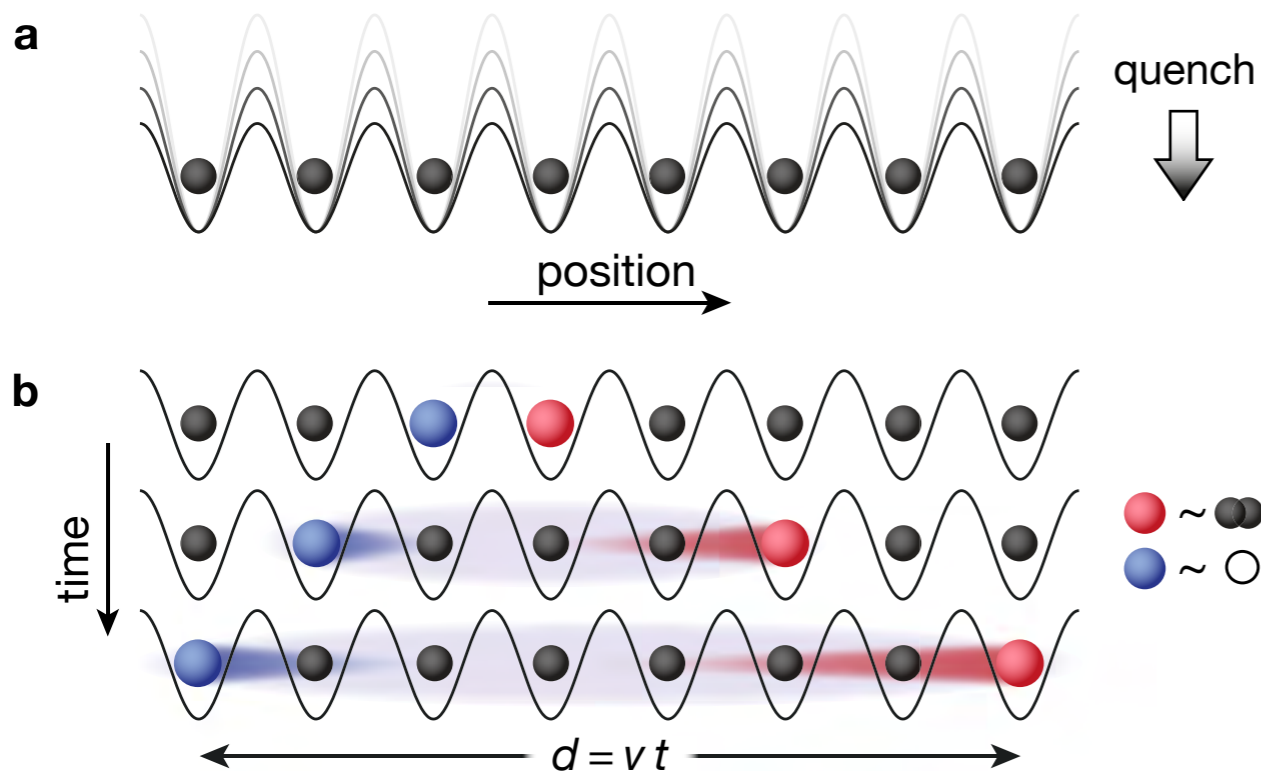 a
quench
position
b
time
~
~
d = v t